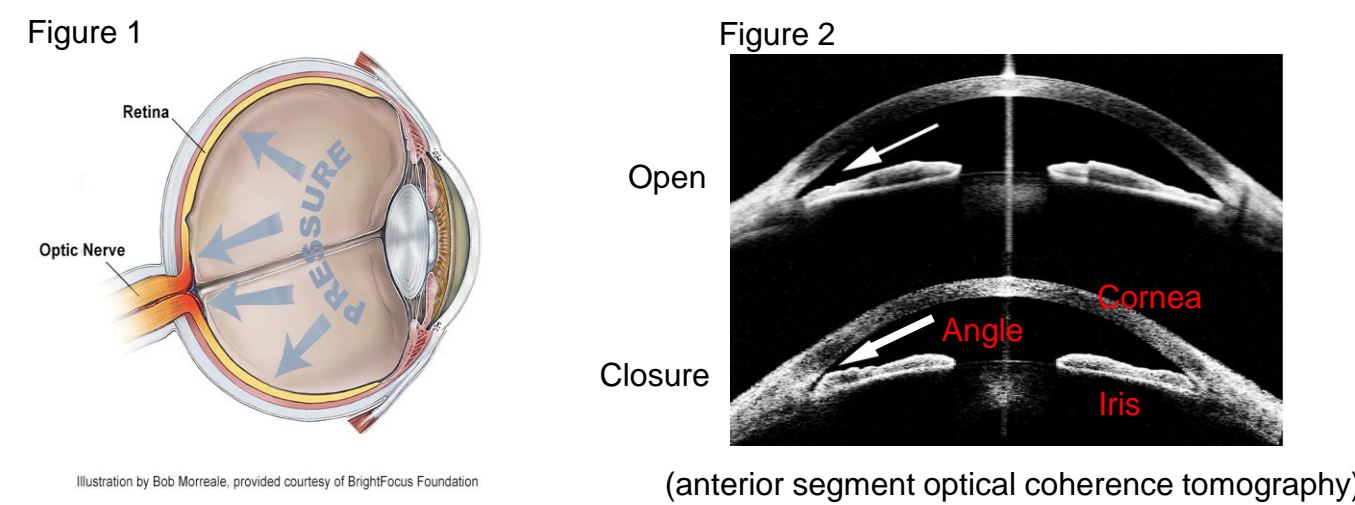 Figure 1
Retina
Optic Nerve
PRESSURE
Illustration by Bob Morreale, provided courtesy of BrightFocus Foundation
Figure 2
Open
Closure
Cornea
Angle
Iris
(anterior segment optical coherence tomography)